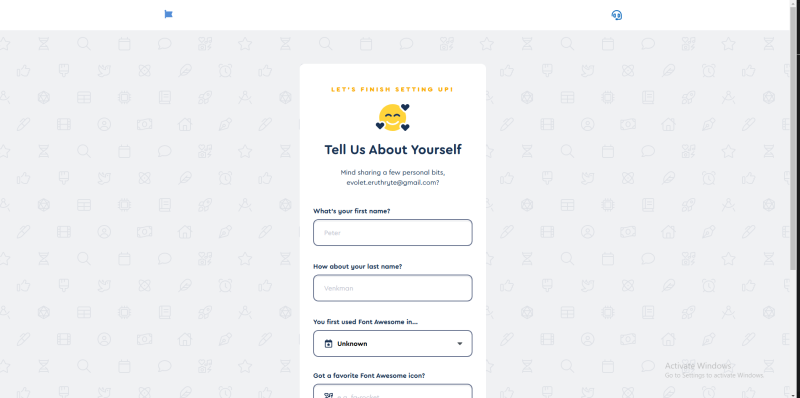 LET'S FINISH SETTING UP!
Tell Us About Yourself
Mind sharing a few personal bits,
evolet.eruthryte@gmail.com?
What's your first name?
Peter
How about your last name?
Venkman
You first used Font Awesome in...
Unknown
Got a favorite Font Awesome icon?
Activate Windows
Go to Settings to activate Windows.